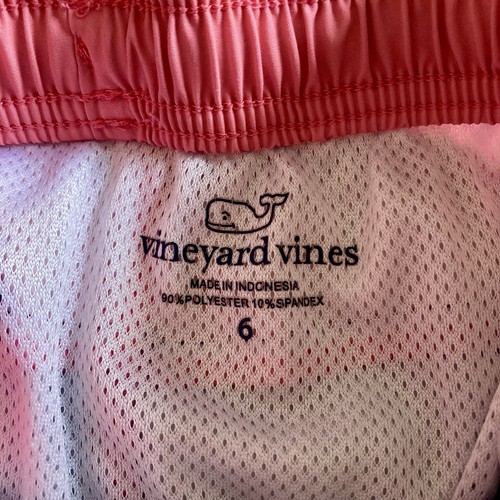 vineyard vines
MADE IN INDONESIA
90%POLYESTER 10%SPANDEX
6